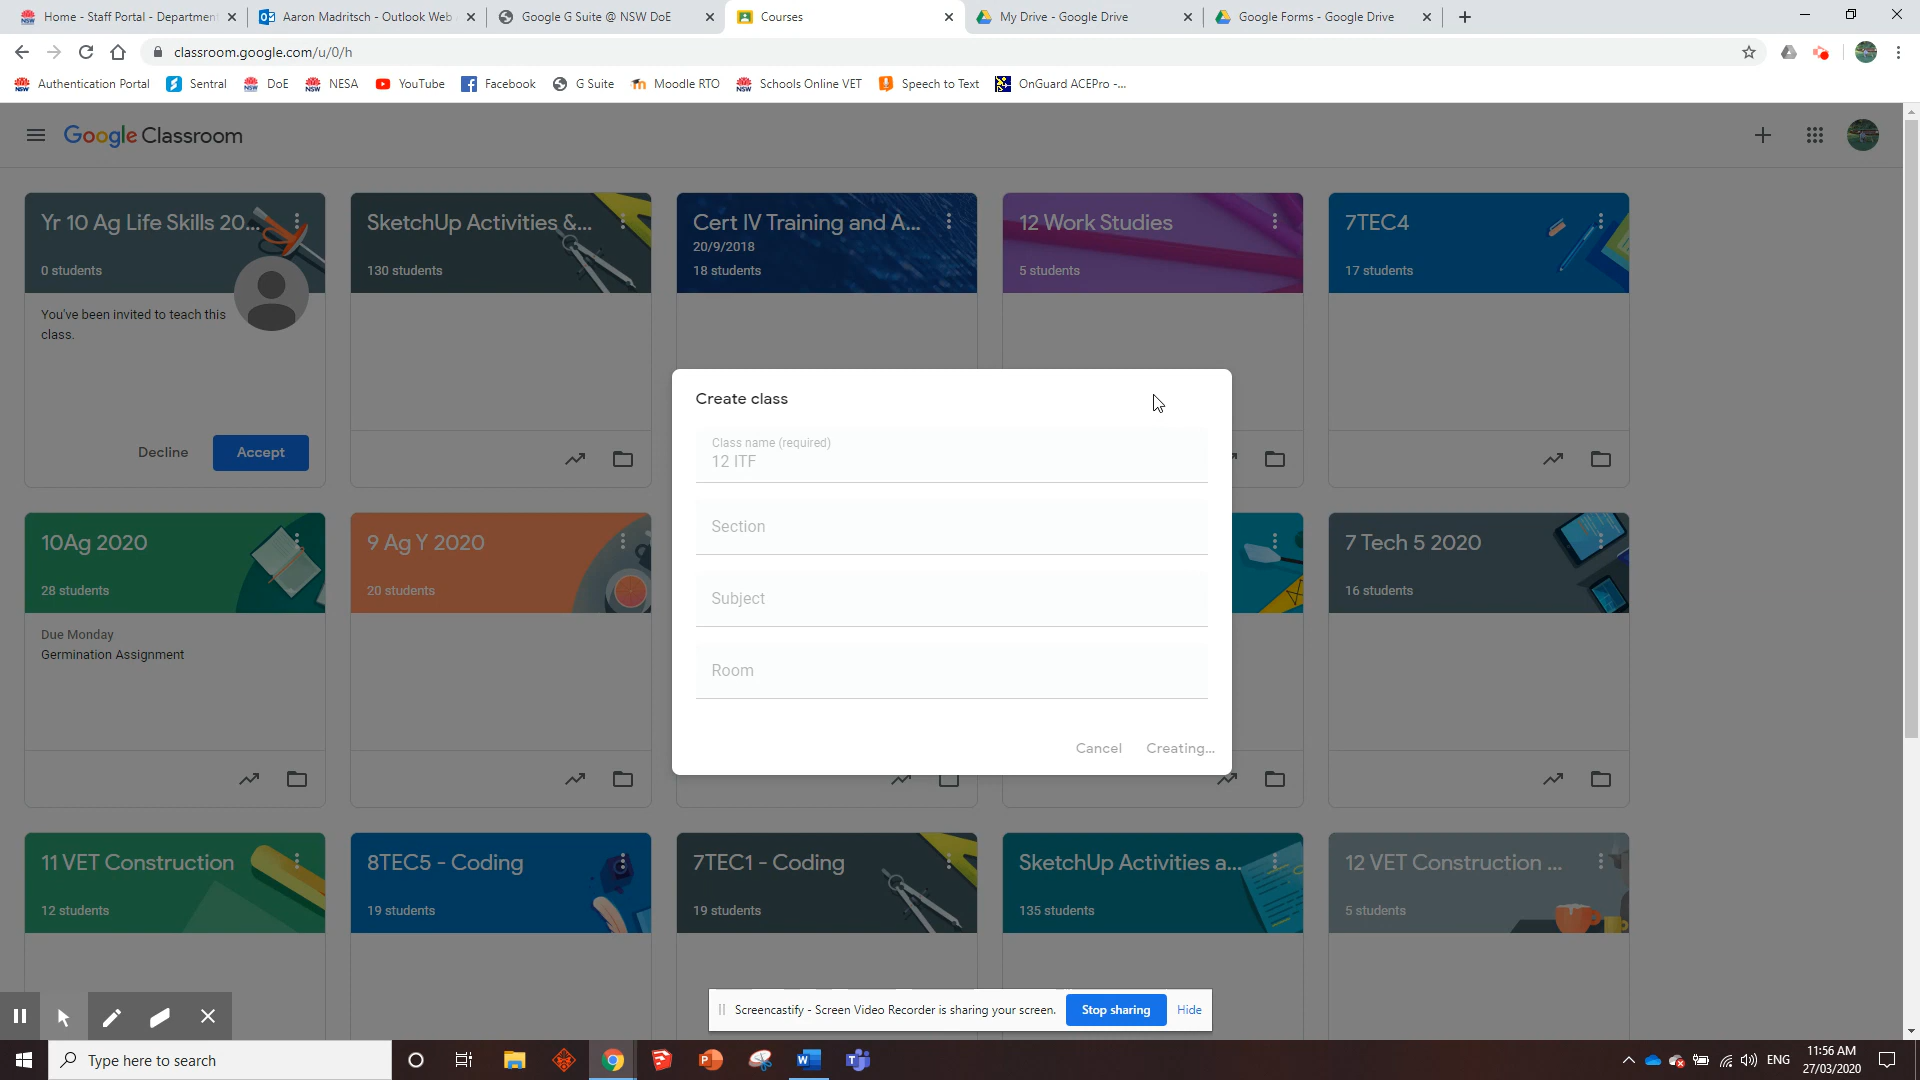 Home - Staff Portal - Department
Aaron Madritsch - Outlook Web
Google G Suite @ NSW DoE
Courses
My Drive - Google Drive
Google Forms - Google Drive
classroom.google.com/u/0/h
Authentication Portal
Sentral
DoE
NESA
YouTube
Facebook
G Suite
Moodle RTO
Schools Online VET
Speech to Text
OnGuard ACEPro -...
Google Classroom
Yr 10 Ag Life Skills 20...
0 students
You've been invited to teach this
class.
Decline
Accept
SketchUp Activities &...
130 students
Cert IV Training and A...
20/9/2018
18 students
12 Work Studies
5 students
7TEC4
17 students
Create class
Class name (required)
12 ITF
Section
Subject
Room
Cancel
Creating...
10Ag 2020
28 students
Due Monday
Germination Assignment
9 Ag Y 2020
20 students
7 Tech 5 2020
16 students
11 VET Construction
12 students
8TEC5 - Coding
19 students
7TEC1 - Coding
19 students
SketchUp Activities a...
135 students
12 VET Construction ...
5 students
Screencastify - Screen Video Recorder is sharing your screen.
Stop sharing
Hide
Type here to search
ENG
11:56 AM
27/03/2020